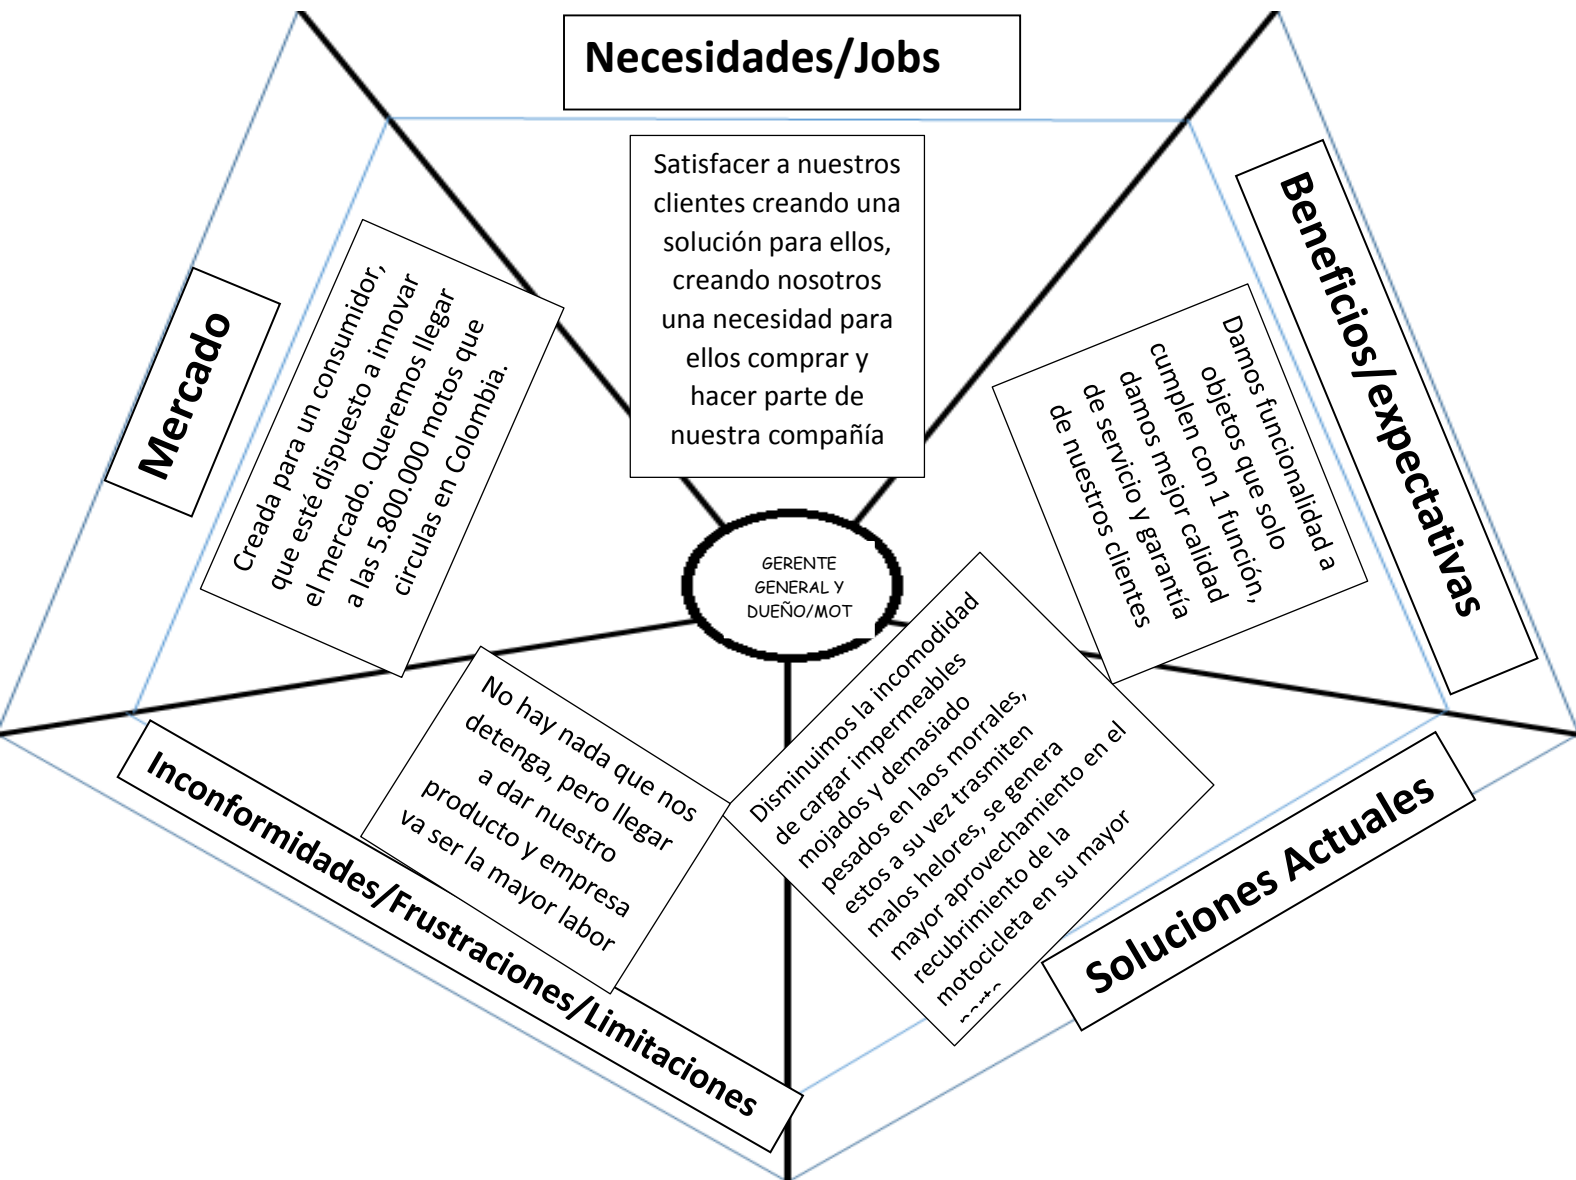 Necesidades/Jobs
Satisfacer a nuestros
clientes creando una
solución para ellos,
creando nosotros
una necesidad para
ellos comprar y
hacer parte de
nuestra compañía
Beneficios/expectativas
Damos funcionalidad a
objetos que solo
cumplen con 1 función,
damos mejor calidad
de servicio y garantía
de nuestros clientes
Mercado
Creada para un consumidor,
que esté dispuesto a innovar
el mercado. Queremos llegar
a las 5.800.000 motos que
circulas en Colombia.
GERENTE
GENERAL Y
DUEÑO/MOT
Inconformidades/Frustraciones/Limitaciones
No hay nada que nos
detenga, pero llegar
a dar nuestro
producto y empresa
va ser la mayor labor
Soluciones Actuales
Disminuimos la incomodidad
de cargar impermeables
mojados y demasiado
pesados en laos morrales,
estos a su vez trasmiten
malos helores, se genera
mayor aprovechamiento en el
recubrimiento de la
motocicleta en su mayor